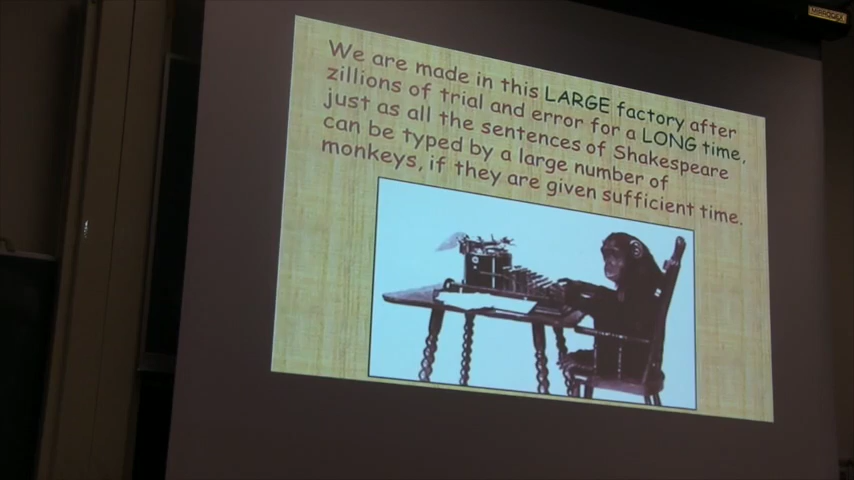 We are made in this LARGE factory after
zillions of trial and error for a LONG time,
just as all the sentences of Shakespeare
can be typed by a large number of
monkeys, if they are given sufficient time.